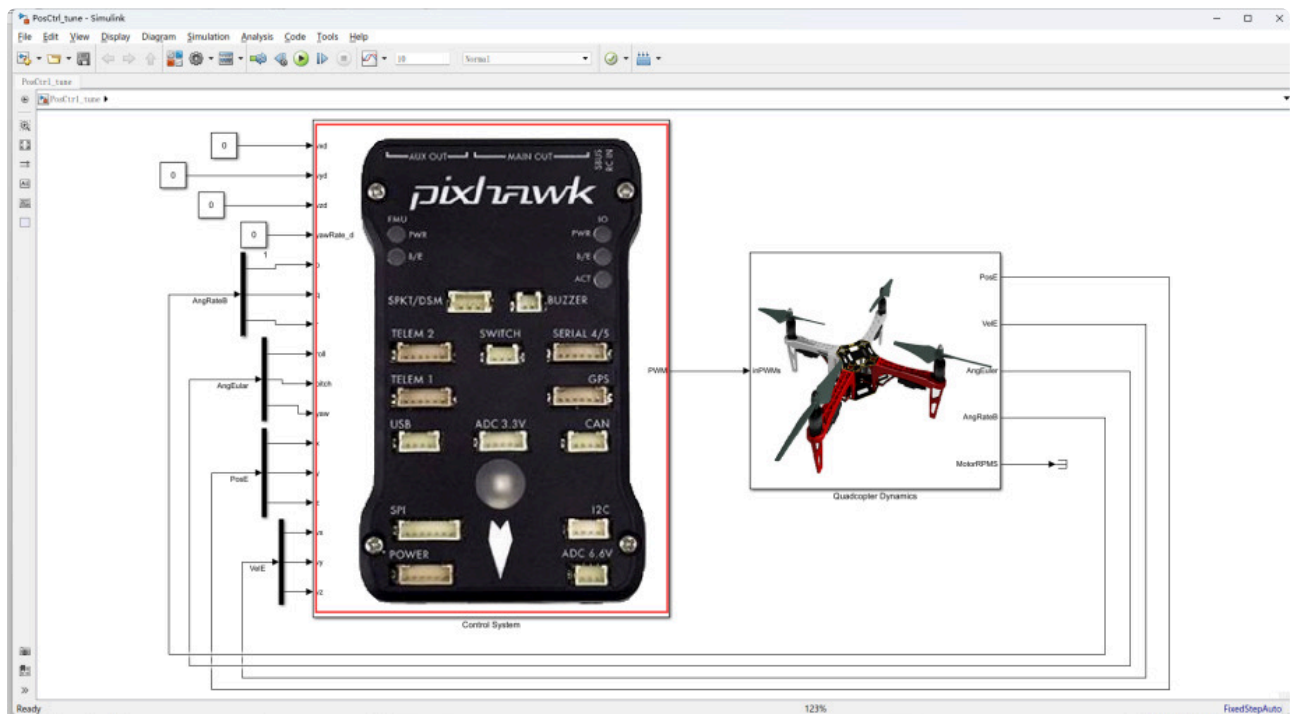 PosCtrl_tune - Simulink
File Edit View Display Diagram Simulation Analysis Code Tools Help
10 Normal
PosCtrl_tune
PosCtrl_tune
0
0
0
0
vyd
yawRate_d
1
AngRateB
roll
AngEular
pitch
yaw
PosE
VelE
vy
vz
AUX OUT MAIN OUT SBUS RC IN
pixhawk
FMU IO
PWR PWR
B/E B/E
ACT
SPKT/DSM BUZZER
TELEM 2 SWITCH SERIAL 4/5
TELEM 1 GPS
USB ADC 3.3V CAN
SPI I2C
POWER ADC 6.6V
Control System
PWM
inPWMs
PosE
VelE
AngEuler
AngRateB
MotorRPMS
Quadcopter Dynamics
Ready 123% FixedStepAuto